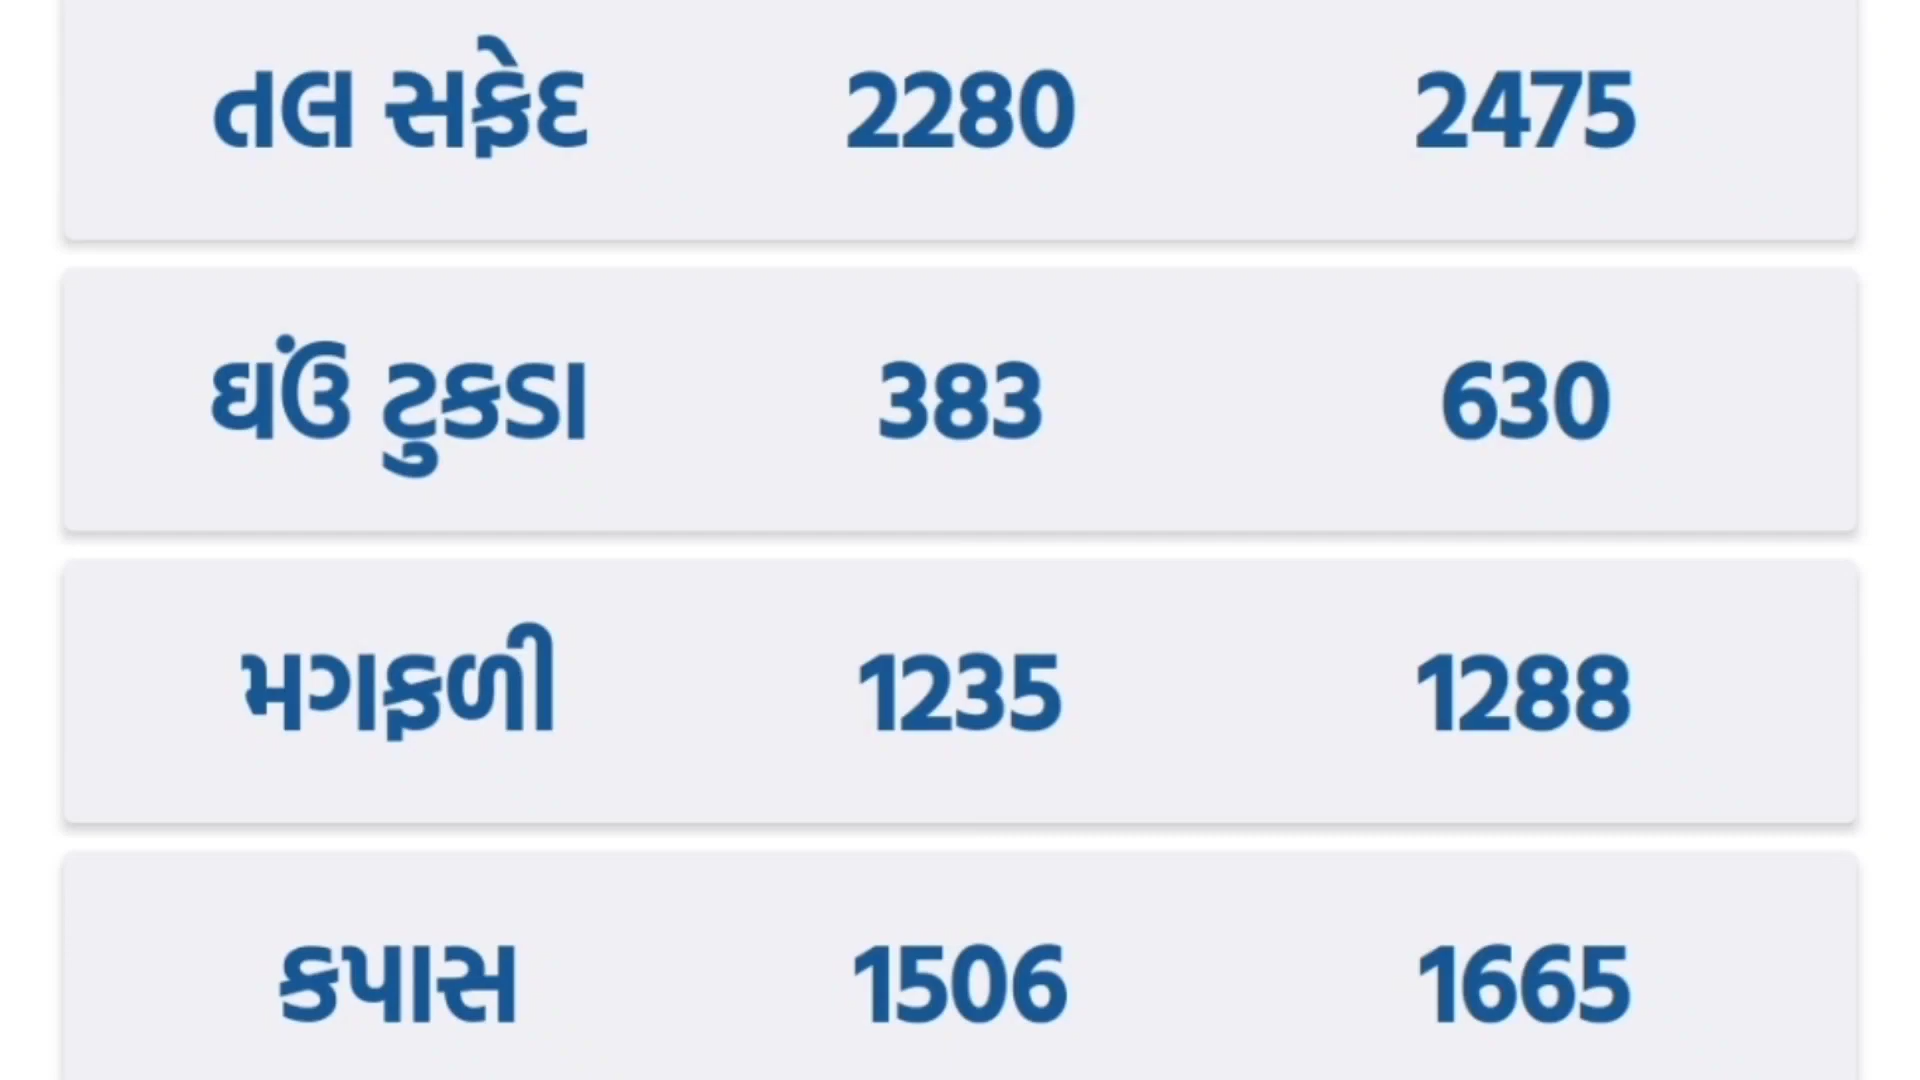 તલ સફેદ 2280 2475
ઘઉં ટુકડા 383 630
મગફળી 1235 1288
કપાસ 1506 1665